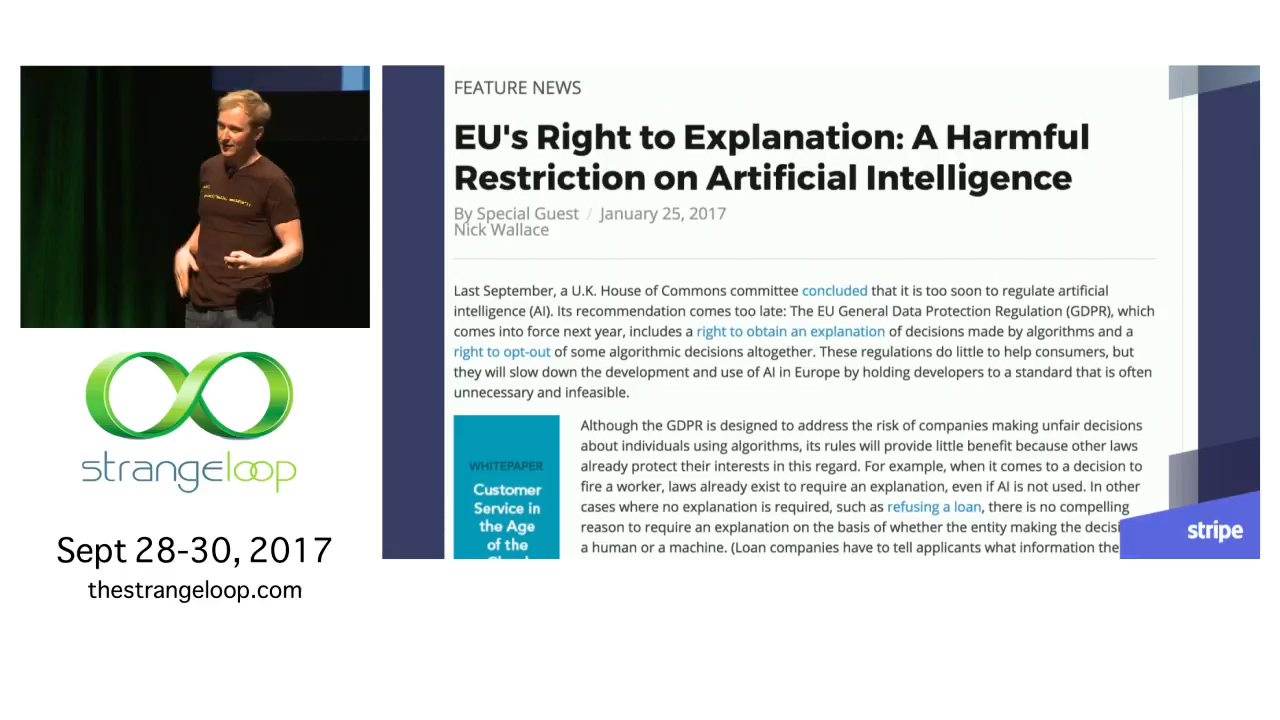 FEATURE NEWS
EU's Right to Explanation: A Harmful
Restriction on Artificial Intelligence
By Special Guest / January 25, 2017
Nick Wallace
Last September, a U.K. House of Commons committee concluded that it is too soon to regulate artificial
intelligence (AI). Its recommendation comes too late: The EU General Data Protection Regulation (GDPR), which
comes into force next year, includes a right to obtain an explanation of decisions made by algorithms and a
right to opt-out of some algorithmic decisions altogether. These regulations do little to help consumers, but
they will slow down the development and use of AI in Europe by holding developers to a standard that is often
unnecessary and infeasible.
WHITEPAPER
Customer
Service in
the Age
of the
Although the GDPR is designed to address the risk of companies making unfair decisions
about individuals using algorithms, its rules will provide little benefit because other laws
already protect their interests in this regard. For example, when it comes to a decision to
fire a worker, laws already exist to require an explanation, even if AI is not used. In other
cases where no explanation is required, such as refusing a loan, there is no compelling
reason to require an explanation on the basis of whether the entity making the
a human or a machine. (Loan companies have to tell applicants what information
stripe
strangeloop
Sept 28-30, 2017
thestrangeloop.com